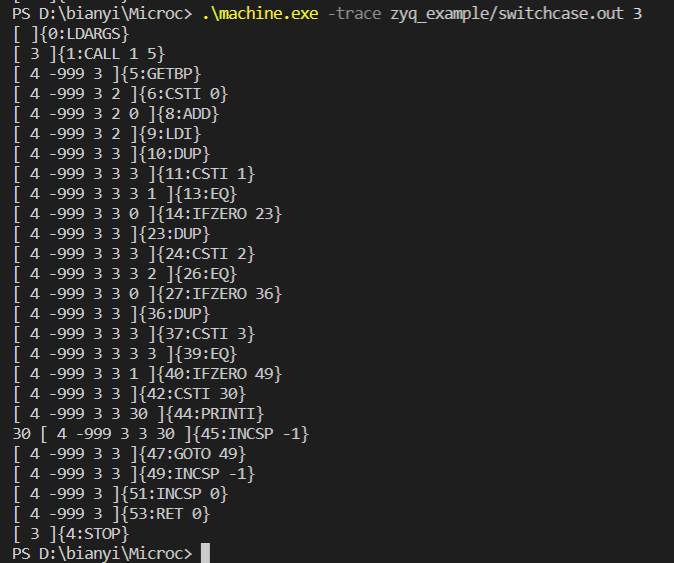 PS D:\bianyi\Microc> .\machine.exe -trace zyq_example/switchcase.out 3
[ ]{0:LDARGS}
[ 3 ]{1:CALL 1 5}
[ 4 -999 3 ]{5:GETBP}
[ 4 -999 3 2 ]{6:CSTI 0}
[ 4 -999 3 2 0 ]{8:ADD}
[ 4 -999 3 2 ]{9:LDI}
[ 4 -999 3 3 ]{10:DUP}
[ 4 -999 3 3 3 ]{11:CSTI 1}
[ 4 -999 3 3 3 1 ]{13:EQ}
[ 4 -999 3 3 0 ]{14:IFZERO 23}
[ 4 -999 3 3 ]{23:DUP}
[ 4 -999 3 3 3 ]{24:CSTI 2}
[ 4 -999 3 3 3 2 ]{26:EQ}
[ 4 -999 3 3 0 ]{27:IFZERO 36}
[ 4 -999 3 3 ]{36:DUP}
[ 4 -999 3 3 3 ]{37:CSTI 3}
[ 4 -999 3 3 3 3 ]{39:EQ}
[ 4 -999 3 3 1 ]{40:IFZERO 49}
[ 4 -999 3 3 ]{42:CSTI 30}
[ 4 -999 3 3 30 ]{44:PRINTI}
30 [ 4 -999 3 3 30 ]{45:INCSP -1}
[ 4 -999 3 3 ]{47:GOTO 49}
[ 4 -999 3 3 ]{49:INCSP -1}
[ 4 -999 3 ]{51:INCSP 0}
[ 4 -999 3 ]{53:RET 0}
[ 3 ]{4:STOP}
PS D:\bianyi\Microc>